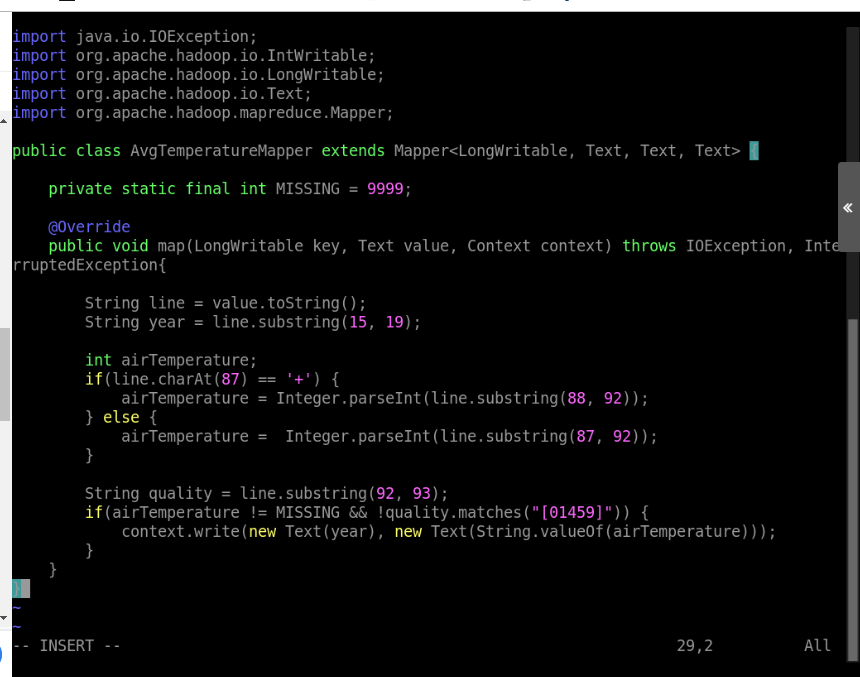 import java.io.IOException;
import org.apache.hadoop.io.IntWritable;
import org.apache.hadoop.io.LongWritable;
import org.apache.hadoop.io.Text;
import org.apache.hadoop.mapreduce.Mapper;

public class AvgTemperatureMapper extends Mapper<LongWritable, Text, Text, Text> {

    private static final int MISSING = 9999;

    @Override
    public void map(LongWritable key, Text value, Context context) throws IOException, Inte
rruptedException{

        String line = value.toString();
        String year = line.substring(15, 19);

        int airTemperature;
        if(line.charAt(87) == '+') {
            airTemperature = Integer.parseInt(line.substring(88, 92));
        } else {
            airTemperature =  Integer.parseInt(line.substring(87, 92));
        }

        String quality = line.substring(92, 93);
        if(airTemperature != MISSING && !quality.matches("[01459]")) {
            context.write(new Text(year), new Text(String.valueOf(airTemperature)));
        }
    }
}
~
~
-- INSERT --                    29,2          All